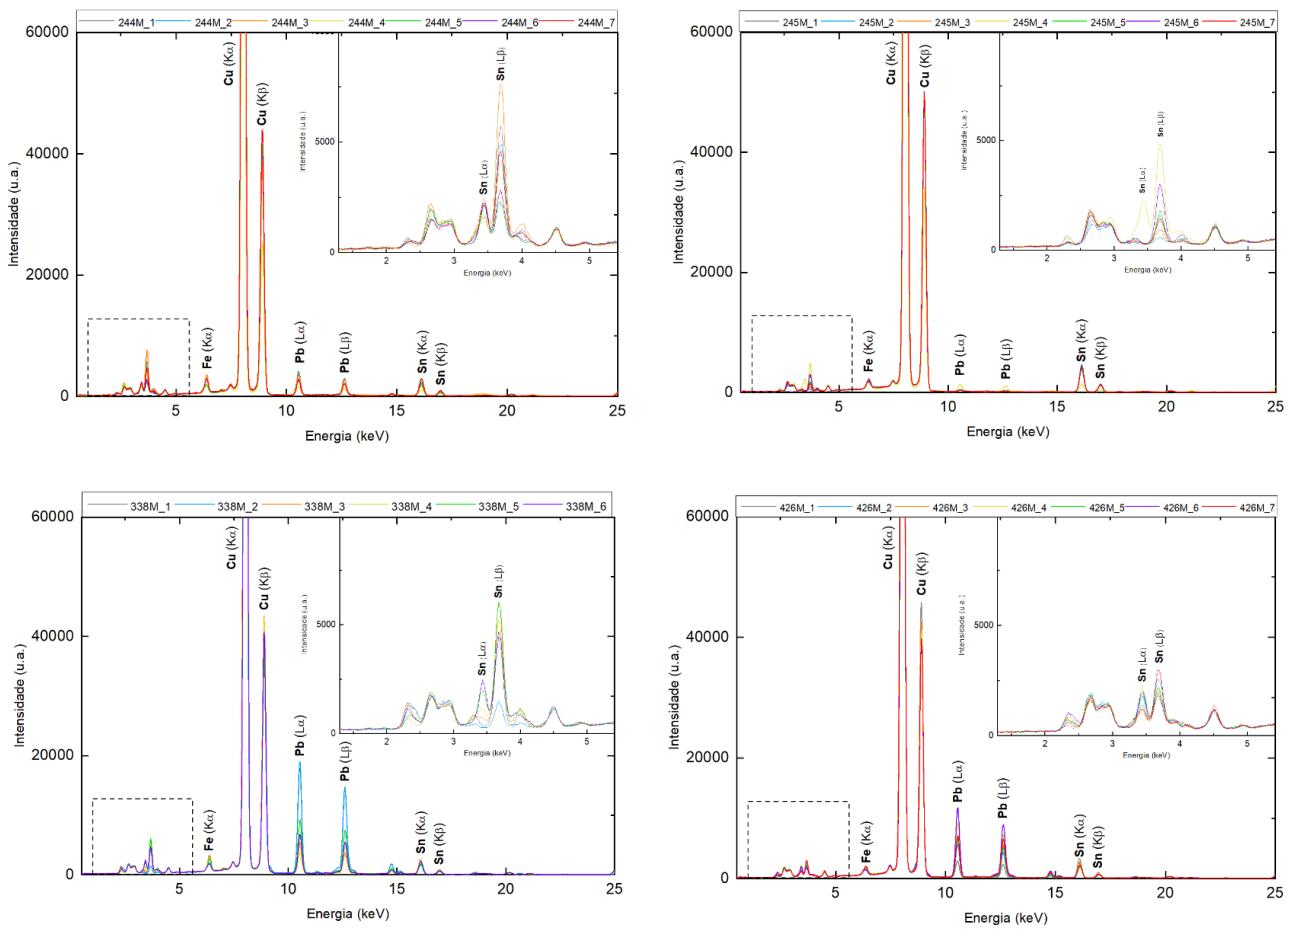 244M_1 244M_2 244M_3 244M_4 244M_5 244M_6 244M_7
60000
40000
20000
0
Intensidade (u.a.)
5 10 15 20 25
Energia (keV)
Cu (Kα)
Cu (Kβ)
Fe (Kα)
Pb (Lα)
Pb (Lβ)
Sn (Kα)
Sn (Kβ)
Intensidade (u.a.)
5000
0
Sn (Lα)
Sn (Lβ)
2 3 4 5
Energia (keV)
245M_1 245M_2 245M_3 245M_4 245M_5 245M_6 245M_7
60000
40000
20000
0
Intensidade (u.a.)
5 10 15 20 25
Energia (keV)
Cu (Kα)
Cu (Kβ)
Fe (Kα)
Pb (Lα)
Pb (Lβ)
Sn (Kα)
Sn (Kβ)
Intensidade (u.a.)
5000
0
Sn (Lα)
Sn (Lβ)
2 3 4 5
Energia (keV)
338M_1 338M_2 338M_3 338M_4 338M_5 338M_6
60000
40000
20000
0
Intensidade (u.a.)
5 10 15 20 25
Energia (keV)
Cu (Kα)
Cu (Kβ)
Fe (Kα)
Pb (Lα)
Pb (Lβ)
Sn (Kα)
Sn (Kβ)
Intensidade (u.a.)
5000
0
Sn (Lα)
Sn (Lβ)
2 3 4 5
Energia (keV)
426M_1 426M_2 426M_3 426M_4 426M_5 426M_6 426M_7
60000
40000
20000
0
Intensidade (u.a.)
5 10 15 20 25
Energia (keV)
Cu (Kα)
Cu (Kβ)
Fe (Kα)
Pb (Lα)
Pb (Lβ)
Sn (Kα)
Sn (Kβ)
Intensidade (u.a.)
5000
0
Sn (Lα)
Sn (Lβ)
2 3 4 5
Energia (keV)